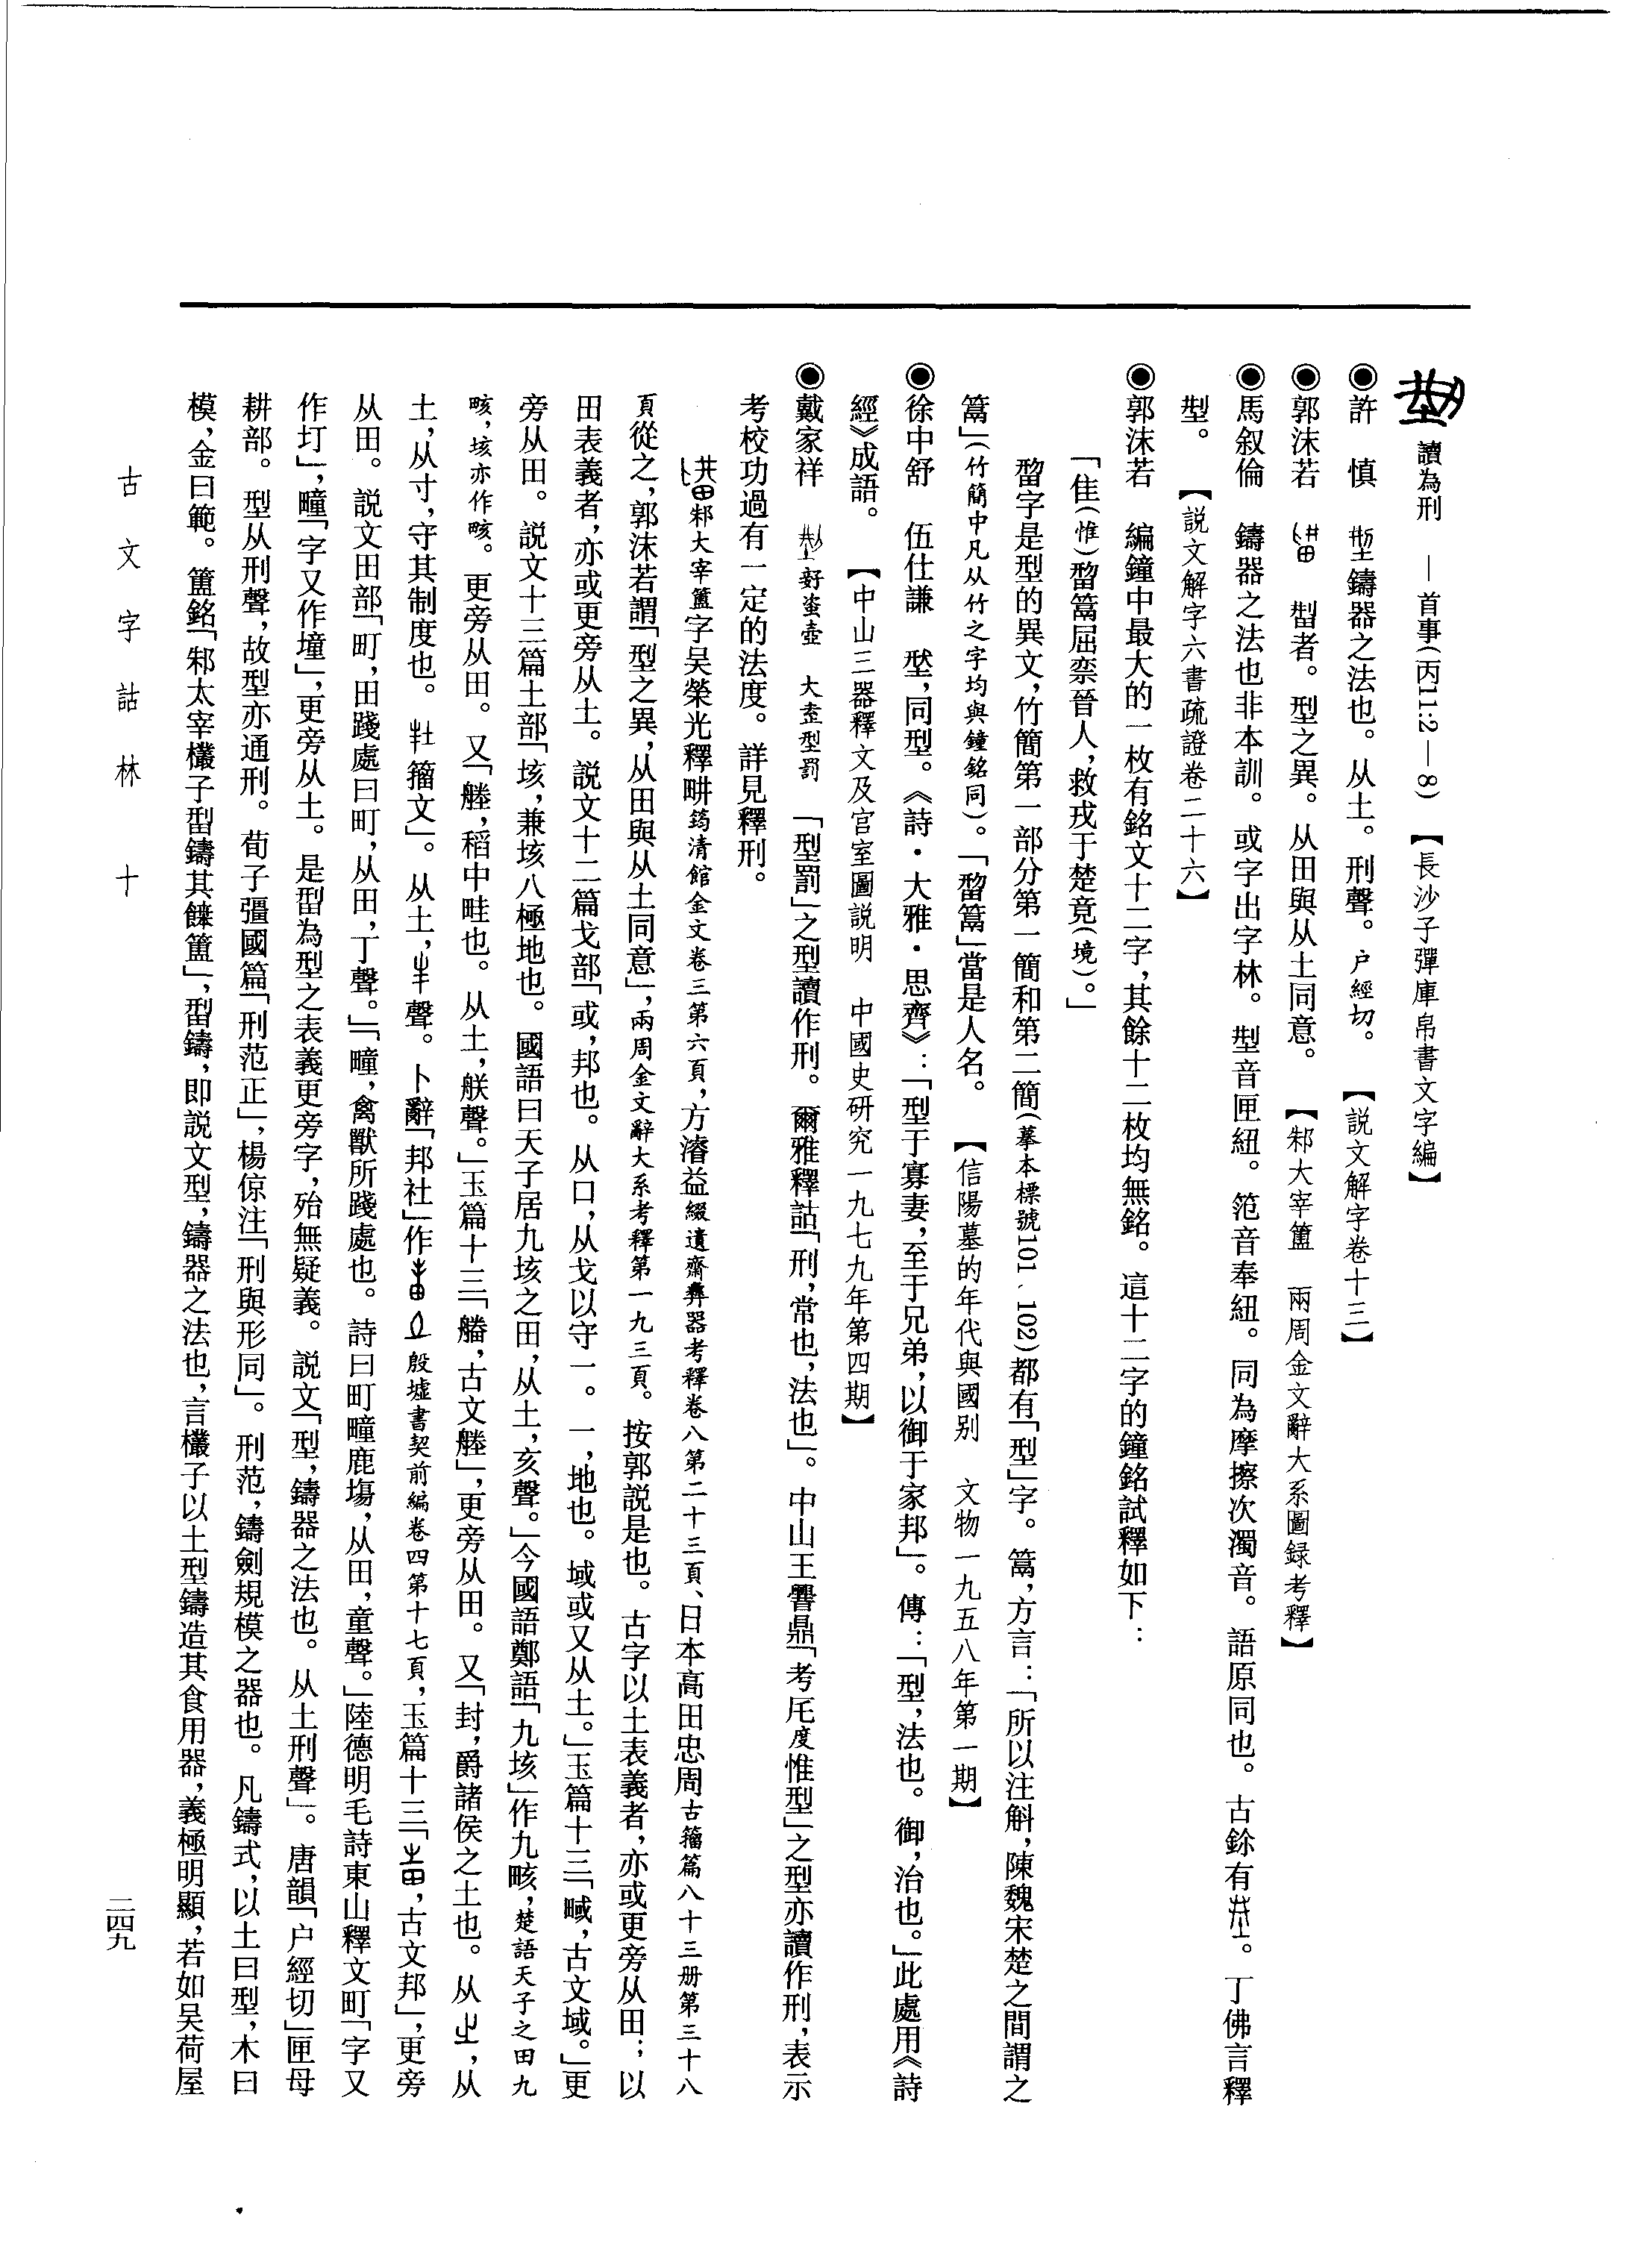 讀為刑　—首事(丙11:2—8)　【長沙子彈庫帛書文字編】
◉許　慎　鑄器之法也。从土。刑聲。户經切。　【説文解字卷十三】
◉郭沫若　㓝者。型之異。从田與从土同意。　【邾大宰簠　兩周金文辭大系圖録考釋】
◉馬叙倫　鑄器之法也非本訓。或字出字林。型音匣紐。笵音奉紐。同為摩擦次濁音。語原同也。古鉩有。丁佛言釋
型。　【説文解字六書疏證卷二十六】
◉郭沫若　編鐘中最大的一枚有銘文十二字，其餘十二枚均無銘。這十二字的鐘銘試釋如下：
「隹(惟)䈞屈柰晉人，救戎于楚竟(境)。」
字是型的異文，竹簡第一部分第一簡和第二簡(摹本標號101、102)都有「型」字。䈞，方言：「所以注斛，陳魏宋楚之間謂之
䈞」(竹簡中凡从竹之字均與鐘銘同)。「䈞」當是人名。　【信陽墓的年代與國别　文物一九五八年第一期】
◉徐中舒　伍仕謙　，同型。《詩·大雅·思齊》：「型于寡妻，至于兄弟，以御于家邦」。傳：「型，法也。御，治也。」此處用《詩
經》成語。　【中山三器釋文及宫室圖説明　中國史研究一九七九年第四期】
◉戴家祥　𧊒壺　大型罰　「型罰」之型讀作刑。爾雅釋詁「刑，常也，法也」。中山王鼎「考厇度惟型」之型亦讀作刑，表示
考校功過有一定的法度。詳見釋刑。
邾大宰簠字吴榮光釋畊筠清館金文卷三第六頁，方濬益綴遺齋彝器考釋卷八第二十三頁、日本高田忠周古籀篇八十三册第三十八
頁從之，郭沫若謂「型之異，从田與从土同意」，兩周金文辭大系考釋第一九三頁。按郭説是也。古字以土表義者，亦或更旁从田；以
田表義者，亦或更旁从土。説文十二篇戈部「或，邦也。从口，从戈以守一。一，地也。域或又从土。」玉篇十三「㽣，古文域。」更
旁从田。説文十三篇土部「垓，兼垓八極地也。國語曰天子居九垓之田，从土，亥聲。」今國語鄭語「九垓」作九畡，楚語天子之田九
畡，垓亦作畡。更旁从田。又「塍，稻中畦也。从土，朕聲。」玉篇十三「，古文塍」，更旁从田。又「封，爵諸侯之土也。从，从
土，从寸，守其制度也。籀文」。从土，聲。卜辭「邦社」作殷墟書契前編卷四第十七頁，玉篇十三「，古文邦」，更旁
从田。説文田部「町，田踐處曰町，从田，丁聲。」「疃，禽獸所踐處也。詩曰町疃鹿場，从田，童聲。」陸德明毛詩東山釋文町「字又
作圢」，疃「字又作墥」，更旁从土。是㽛為型之表義更旁字，殆無疑義。説文「型，鑄器之法也。从土刑聲」。唐韻「户經切」匣母
耕部。型从刑聲，故型亦通刑。荀子彊國篇「刑范正」，楊倞注「刑與形同」。刑范，鑄劍規模之器也。凡鑄式，以土曰型，木曰
模，金曰範。簠銘「邾太宰欉子鑄其餗簠」，鑄，即説文型，鑄器之法也，言欉子以土型鑄造其食用器，義極明顯，若如吴荷屋
古文字詁林　十
二四九